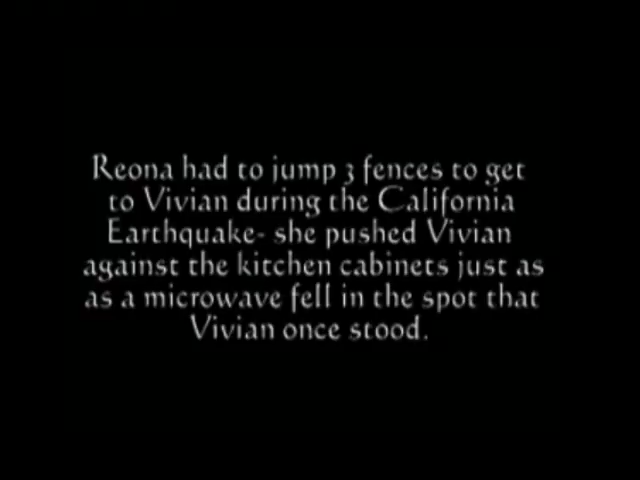 Reona had to jump 3 fences to get
to Vivian during the California
Earthquake- she pushed Vivian
against the kitchen cabinets just as
as a microwave fell in the spot that
Vivian once stood.